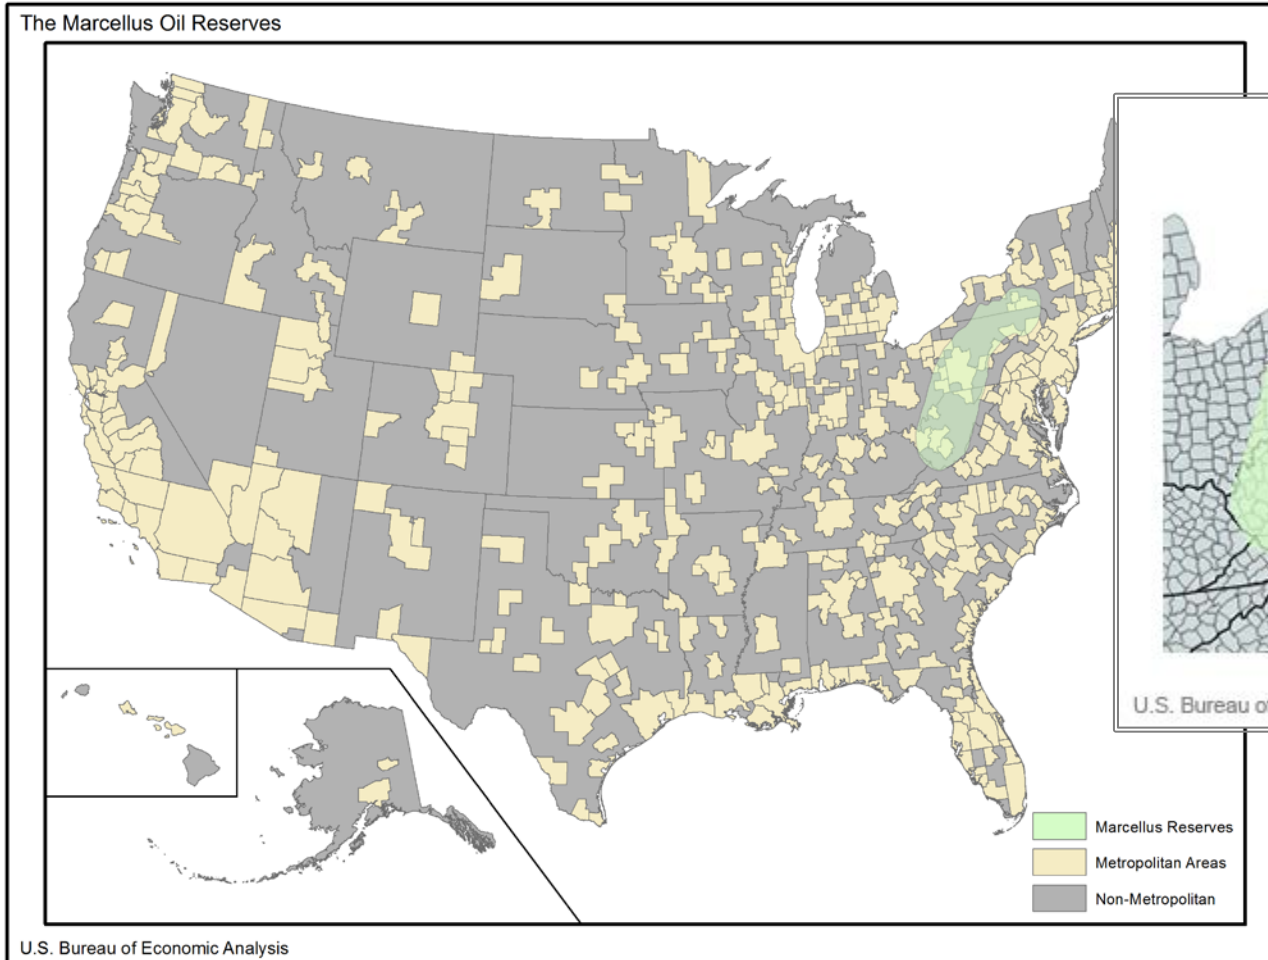 The Marcellus Oil Reserves
Marcellus Reserves
Metropolitan Areas
Non-Metropolitan
U.S. Bureau of
U.S. Bureau of Economic Analysis